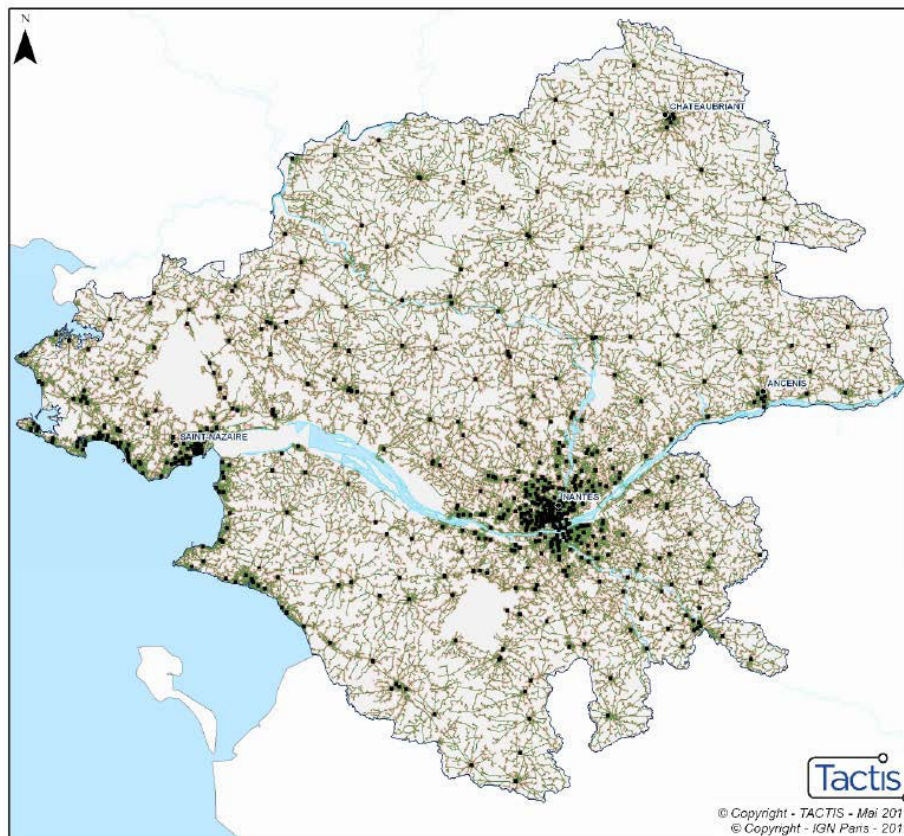 N
CHATEAUBRIANT
ANCENIS
SAINT-NAZAIRE
NANTES
Tactis
© Copyright - TACTIS - Mai 201
© Copyright - IGN Paris - 201